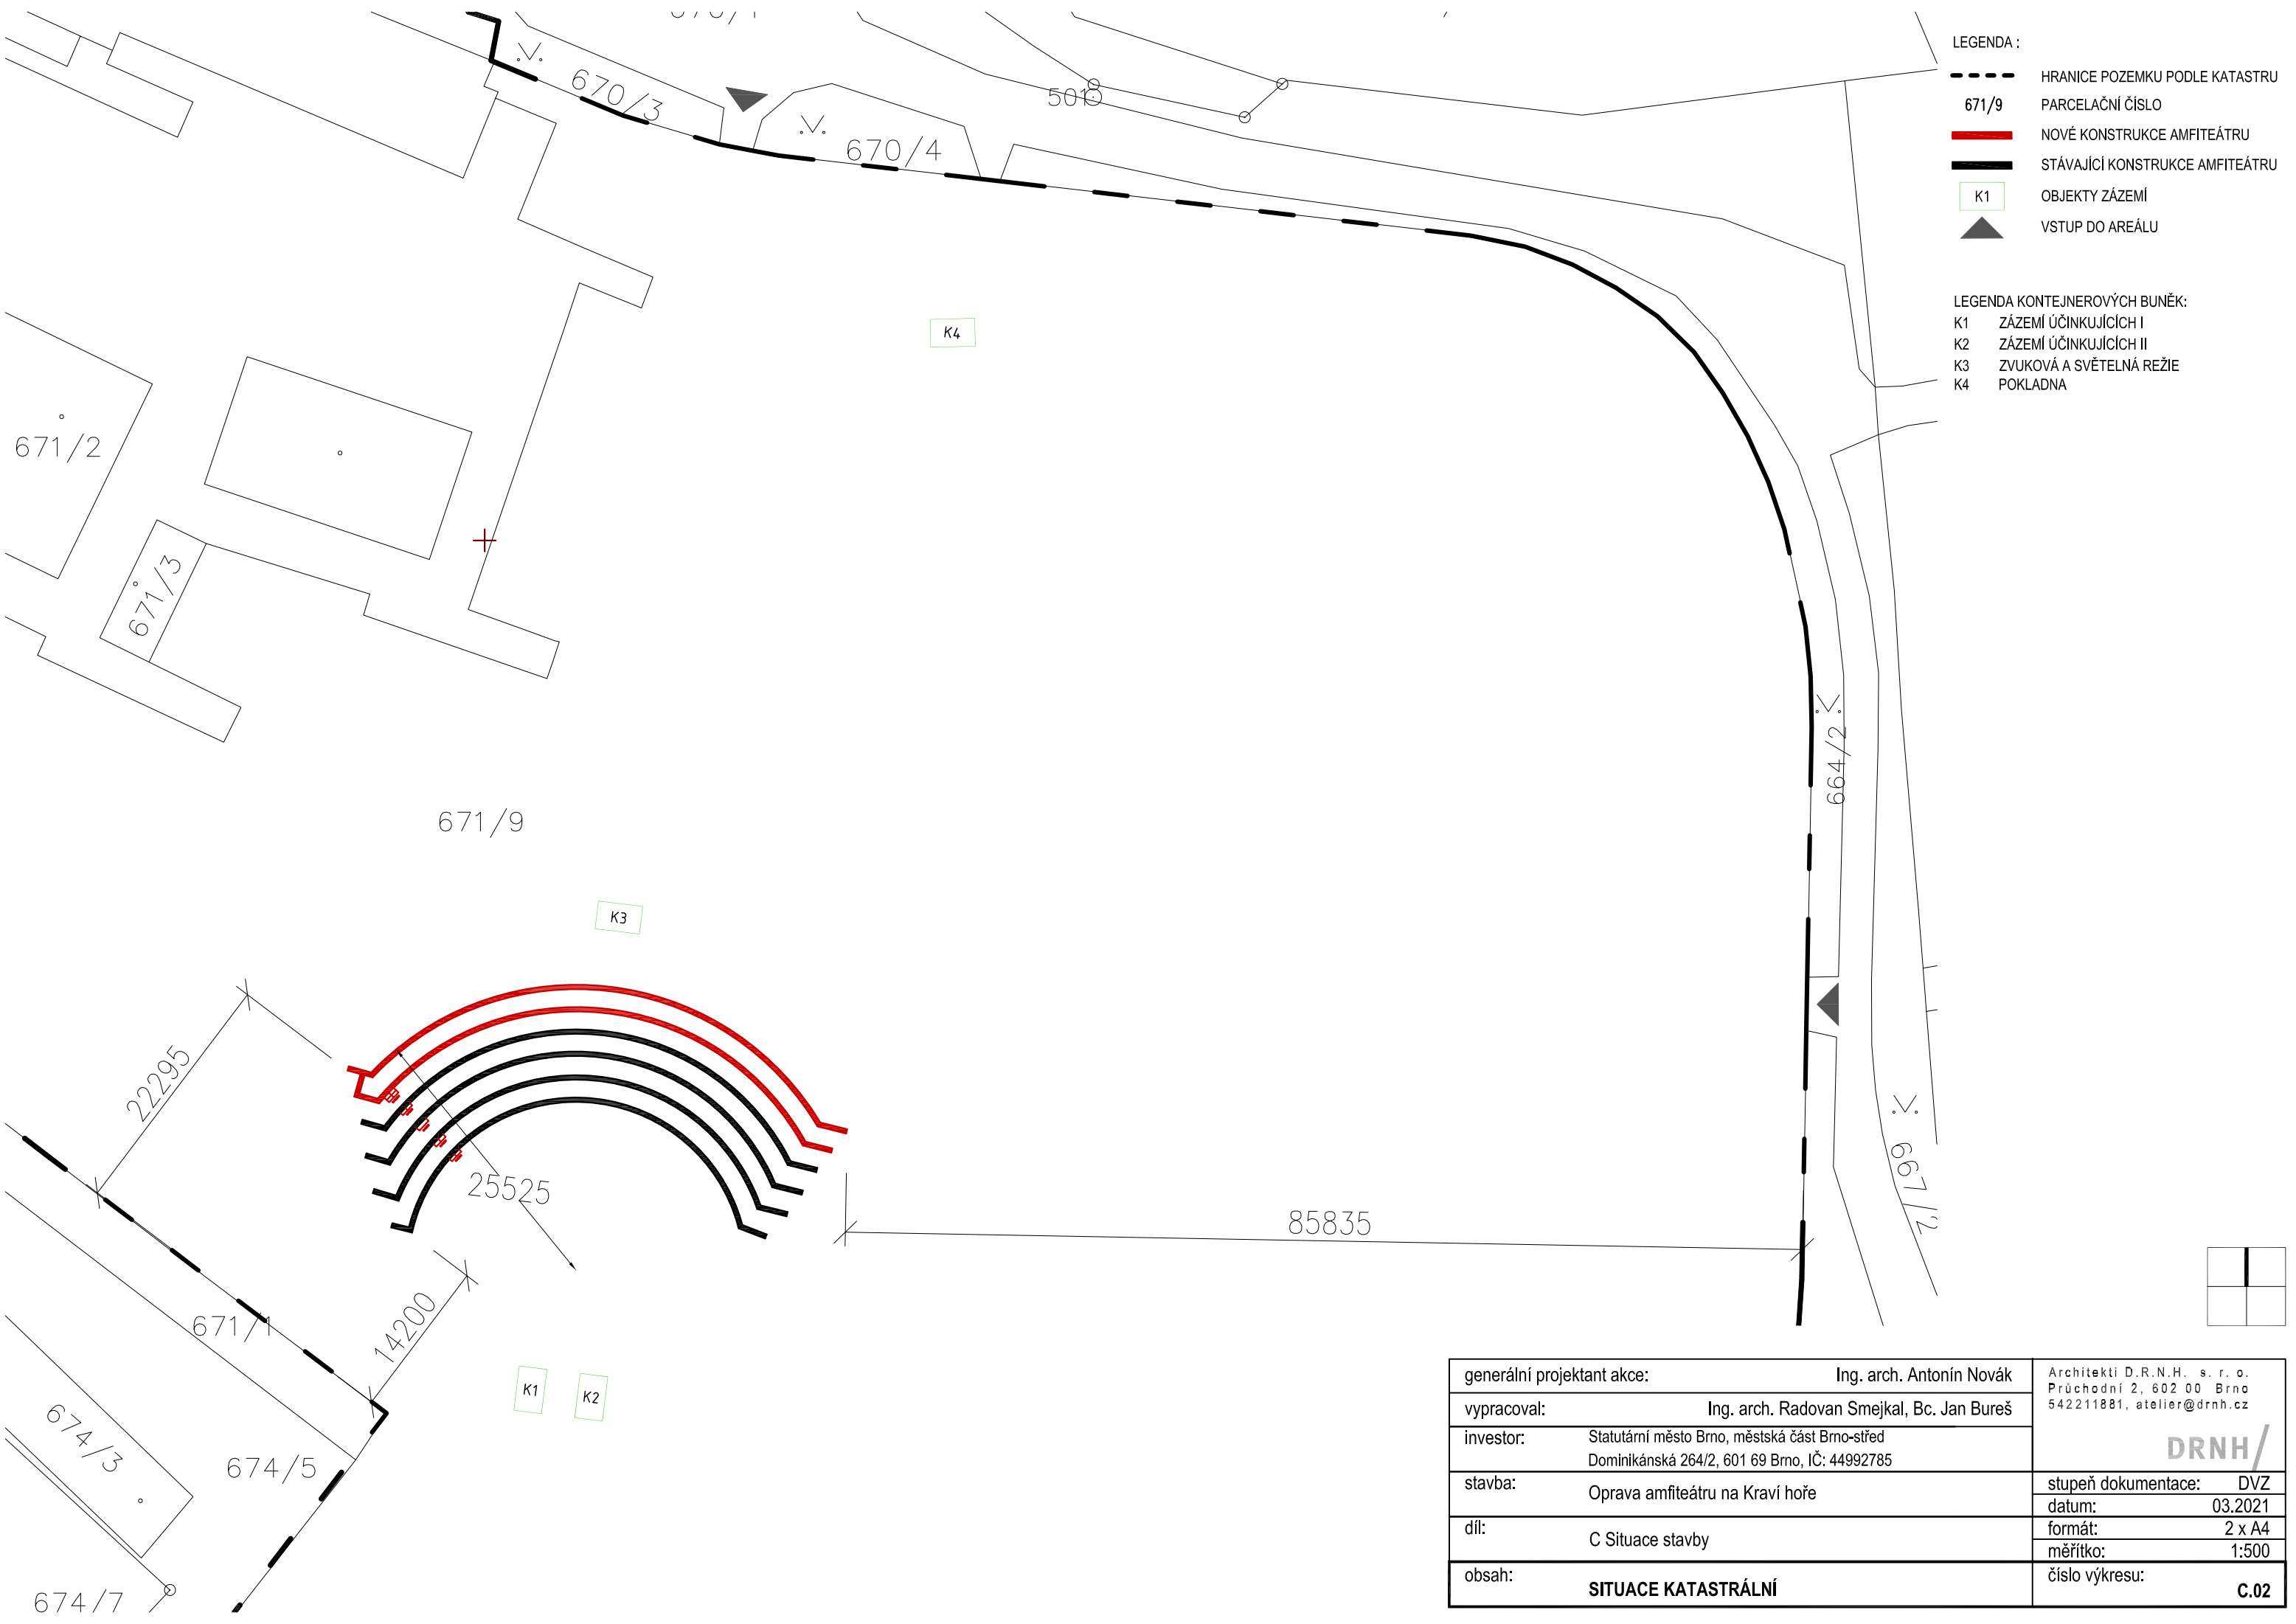 LEGENDA :
HRANICE POZEMKU PODLE KATASTRU
671/9 PARCELAČNÍ ČÍSLO
NOVÉ KONSTRUKCE AMFITEÁTRU
STÁVAJÍCÍ KONSTRUKCE AMFITEÁTRU
K1 OBJEKTY ZÁZEMÍ
VSTUP DO AREÁLU
LEGENDA KONTEJNEROVÝCH BUNĚK:
K1 ZÁZEMÍ ÚČINKUJÍCÍCH I
K2 ZÁZEMÍ ÚČINKUJÍCÍCH II
K3 ZVUKOVÁ A SVĚTELNÁ REŽIE
K4 POKLADNA
670/3
670/4
501
K4
671/2
671/3
664/2
671/9
K3
22295
25525
85835
667/2
671/1
14200
K1
K2
674/3
674/5
674/7
generální projektant akce: Ing. arch. Antonín Novák
vypracoval: Ing. arch. Radovan Smejkal, Bc. Jan Bureš
investor: Statutární město Brno, městská část Brno-střed
Dominikánská 264/2, 601 69 Brno, IČ: 44992785
stavba: Oprava amfiteátru na Kraví hoře
díl: C Situace stavby
obsah: SITUACE KATASTRÁLNÍ
Architekti D.R.N.H. s. r. o.
Průchodní 2, 602 00 Brno
542211881, atelier@drnh.cz
DRNH/
stupeň dokumentace: DVZ
datum: 03.2021
formát: 2 x A4
měřítko: 1:500
číslo výkresu: C.02